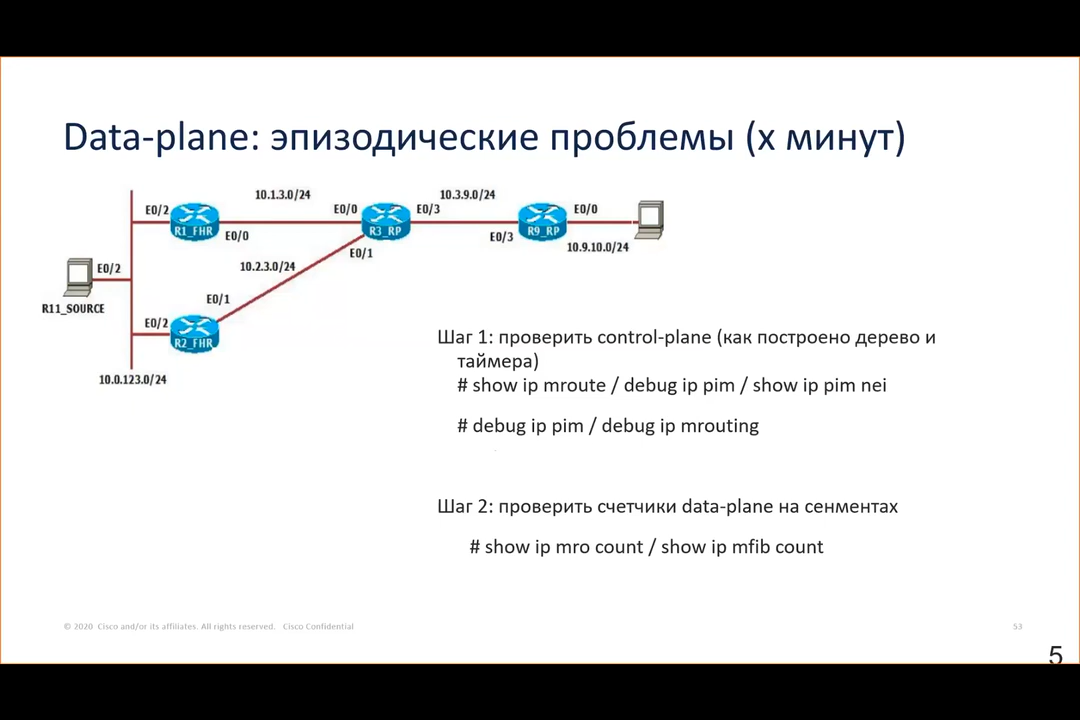 Data-plane: эпизодические проблемы (x минут)
10.1.3.0/24
10.3.9.0/24
E0/2
E0/0
E0/3
E0/0
R1_FHR
R3_RP
R9_RP
E0/0
E0/3
10.9.10.0/24
E0/1
10.2.3.0/24
E0/2
E0/1
R11_SOURCE
E0/2
R2_FHR
10.0.123.0/24
Шаг 1: проверить control-plane (как построено дерево и
таймера)
# show ip mroute / debug ip pim / show ip pim nei
# debug ip pim / debug ip mrouting
Шаг 2: проверить счетчики data-plane на сенментах
# show ip mro count / show ip mfib count
© 2020 Cisco and/or its affiliates. All rights reserved. Cisco Confidential
53
5